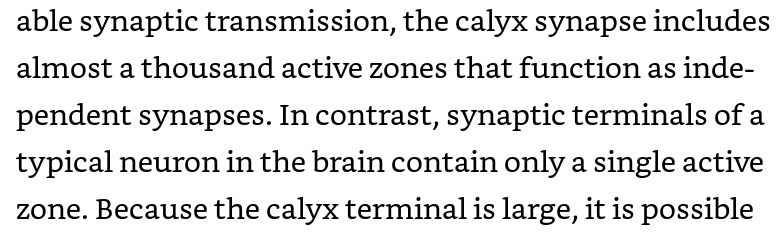 able synaptic transmission, the calyx synapse includes
almost a thousand active zones that function as inde-
pendent synapses. In contrast, synaptic terminals of a
typical neuron in the brain contain only a single active
zone. Because the calyx terminal is large, it is possible